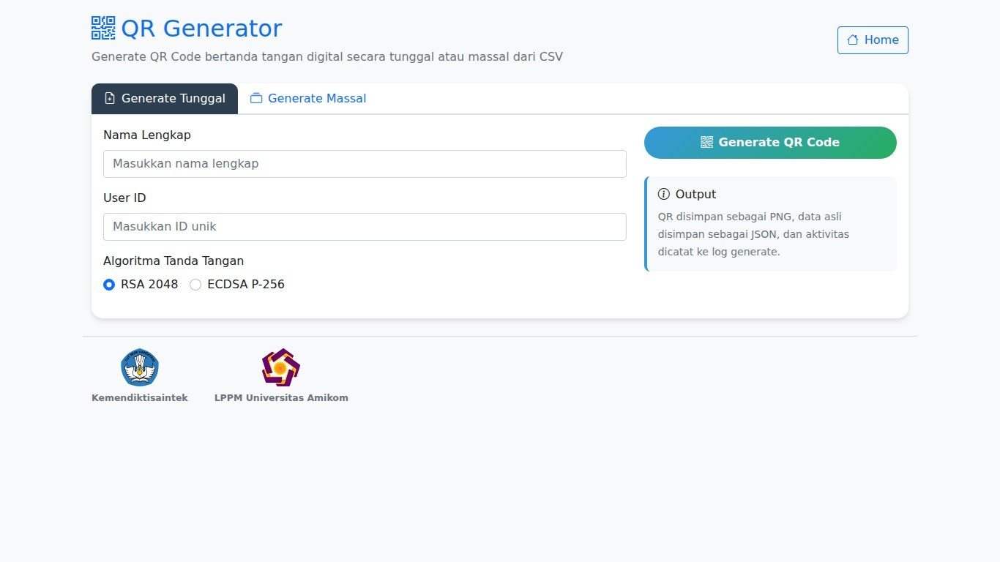 QR Generator
Generate QR Code bertanda tangan digital secara tunggal atau massal dari CSV
Home
Generate Tunggal
Generate Massal
Nama Lengkap
Masukkan nama lengkap
User ID
Masukkan ID unik
Algoritma Tanda Tangan
RSA 2048
ECDSA P-256
Generate QR Code
Output
QR disimpan sebagai PNG, data asli
disimpan sebagai JSON, dan aktivitas
dicatat ke log generate.
Kemendiktisaintek
LPPM Universitas Amikom